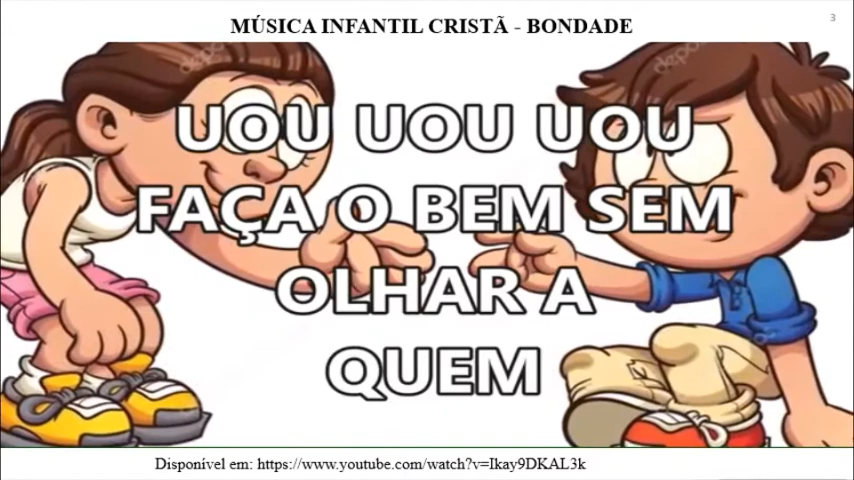 MÚSICA INFANTIL CRISTÃ - BONDADE
3
UOU UOU UOU
FAÇA O BEM SEM
OLHAR A
QUEM
Disponível em: https://www.youtube.com/watch?v=Ikay9DKAL3k